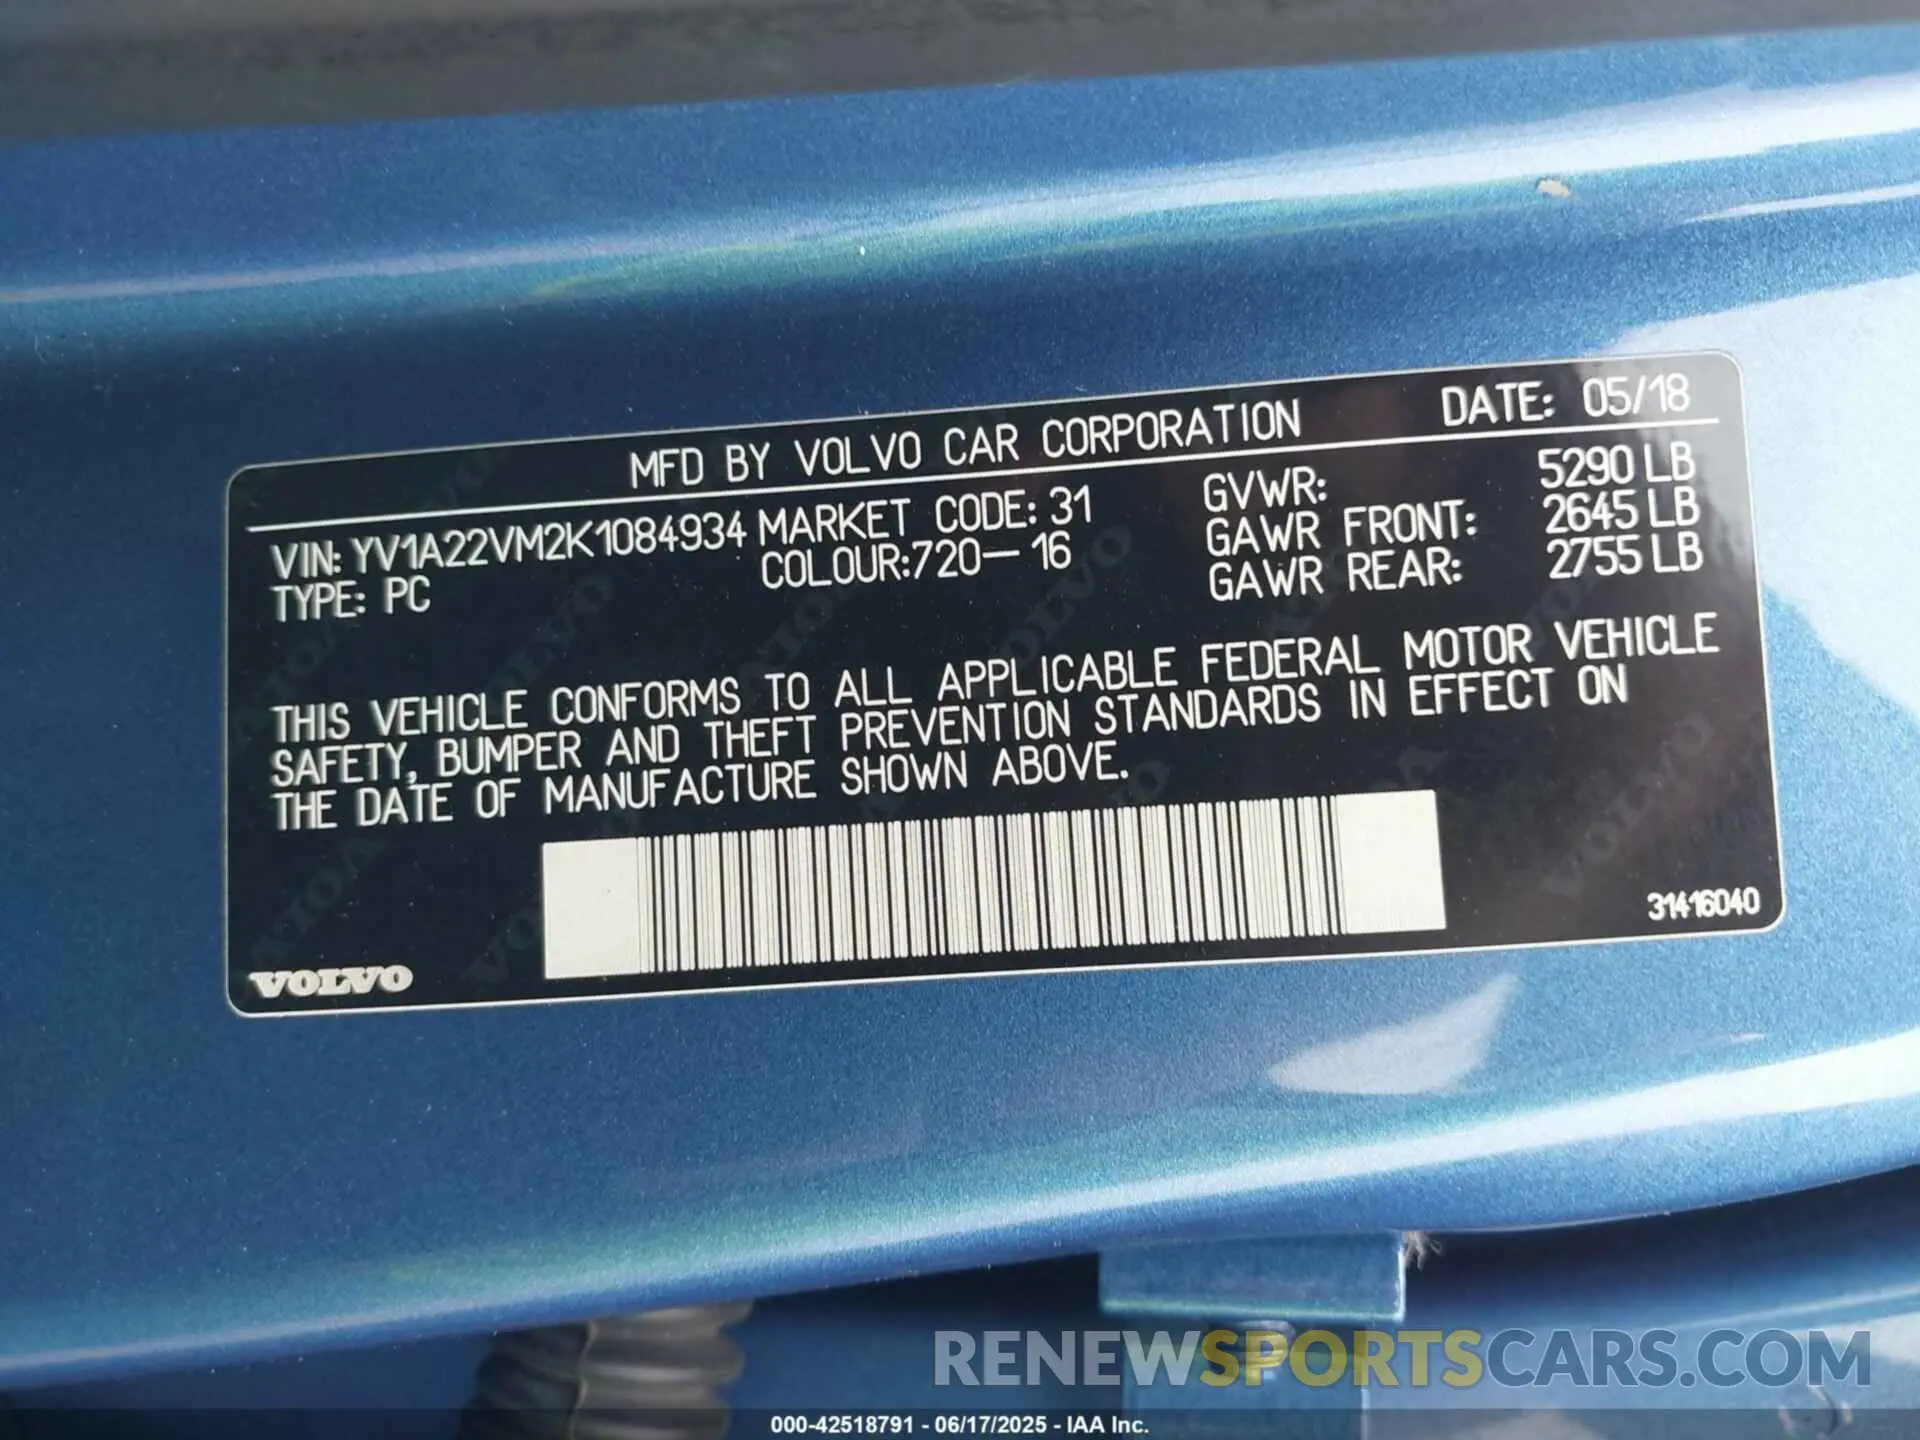 MFD BY VOLVO CAR CORPORATION DATE: 05/18
VIN: YV1A22VM2K1084934 MARKET CODE: 31 GVWR: 5290 LB
TYPE: PC COLOUR:720-16 GAWR FRONT: 2645 LB
GAWR REAR: 2755 LB
THIS VEHICLE CONFORMS TO ALL APPLICABLE FEDERAL MOTOR VEHICLE
SAFETY, BUMPER AND THEFT PREVENTION STANDARDS IN EFFECT ON
THE DATE OF MANUFACTURE SHOWN ABOVE.
31416040
VOLVO
RENEWSPORTSCARS.COM
000-42518791 - 06/17/2025 - IAA Inc.